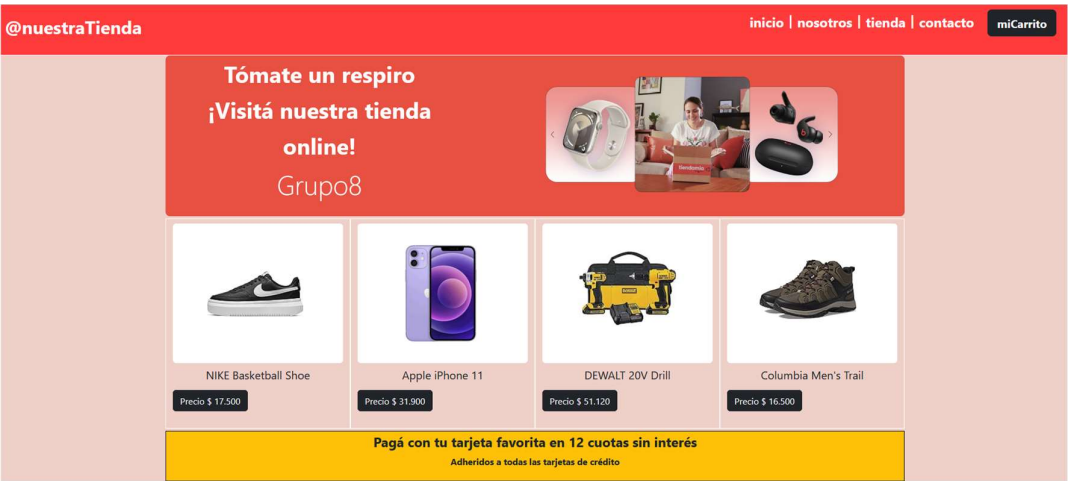 @nuestraTienda
inicio | nosotros | tienda | contacto
miCarrito
Tómate un respiro
¡Visitá nuestra tienda
online!
Grupo8
NIKE Basketball Shoe
Apple iPhone 11
DEWALT 20V Drill
Columbia Men's Trail
Precio $ 17.500
Precio $ 31.900
Precio $ 51.120
Precio $ 16.500
Pagá con tu tarjeta favorita en 12 cuotas sin interés
Adheridos a todas las tarjetas de crédito